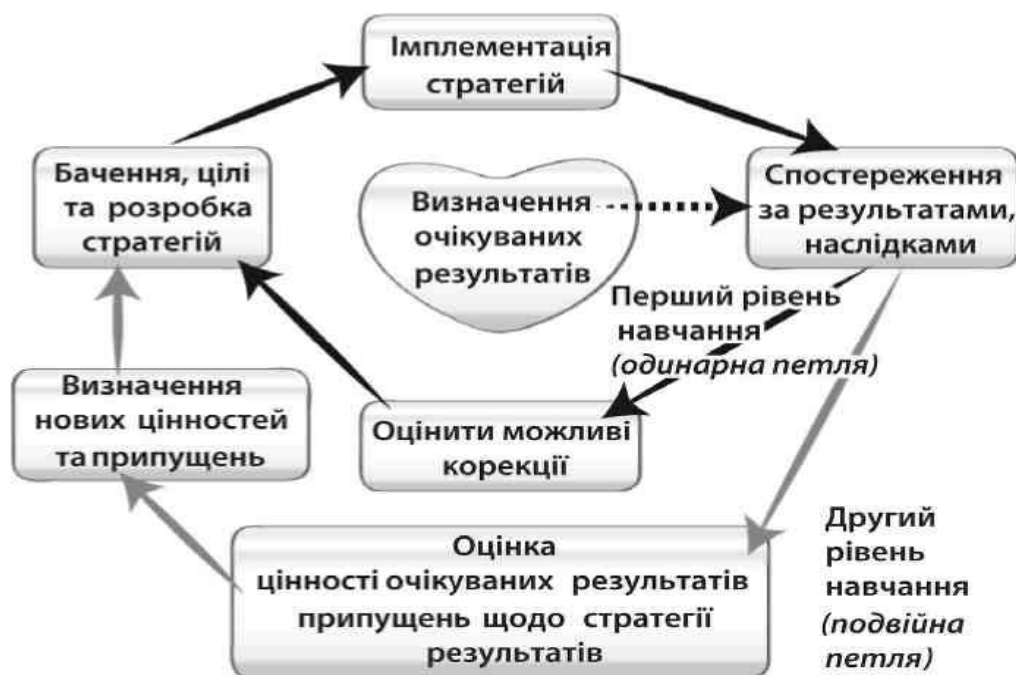 Імплементація
стратегій
Бачення, цілі
та розробка
стратегій
Визначення
очікуваних
результатів
Спостереження
за результатами,
наслідками
Перший рівень
навчання
(одинарна петля)
Визначення
нових цінностей
та припущень
Оцінити можливі
корекції
Оцінка
цінності очікуваних результатів
припущень щодо стратегії
результатів
Другий
рівень
навчання
(подвійна
петля)